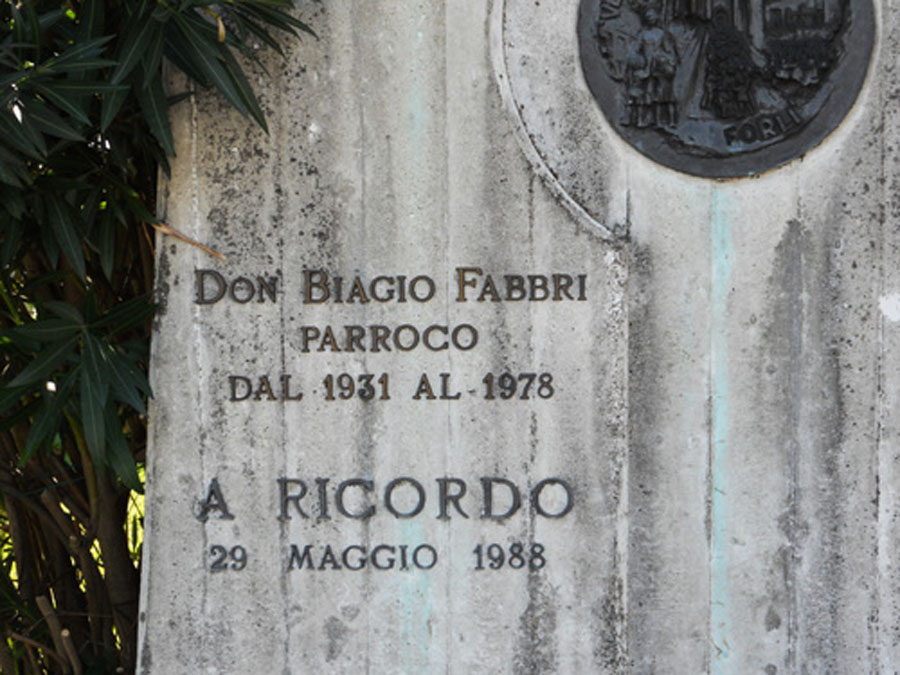 FORLI
DON BIAGIO FABBRI
PARROCO
DAL 1931 AL 1978
A RICORDO
29 MAGGIO 1988